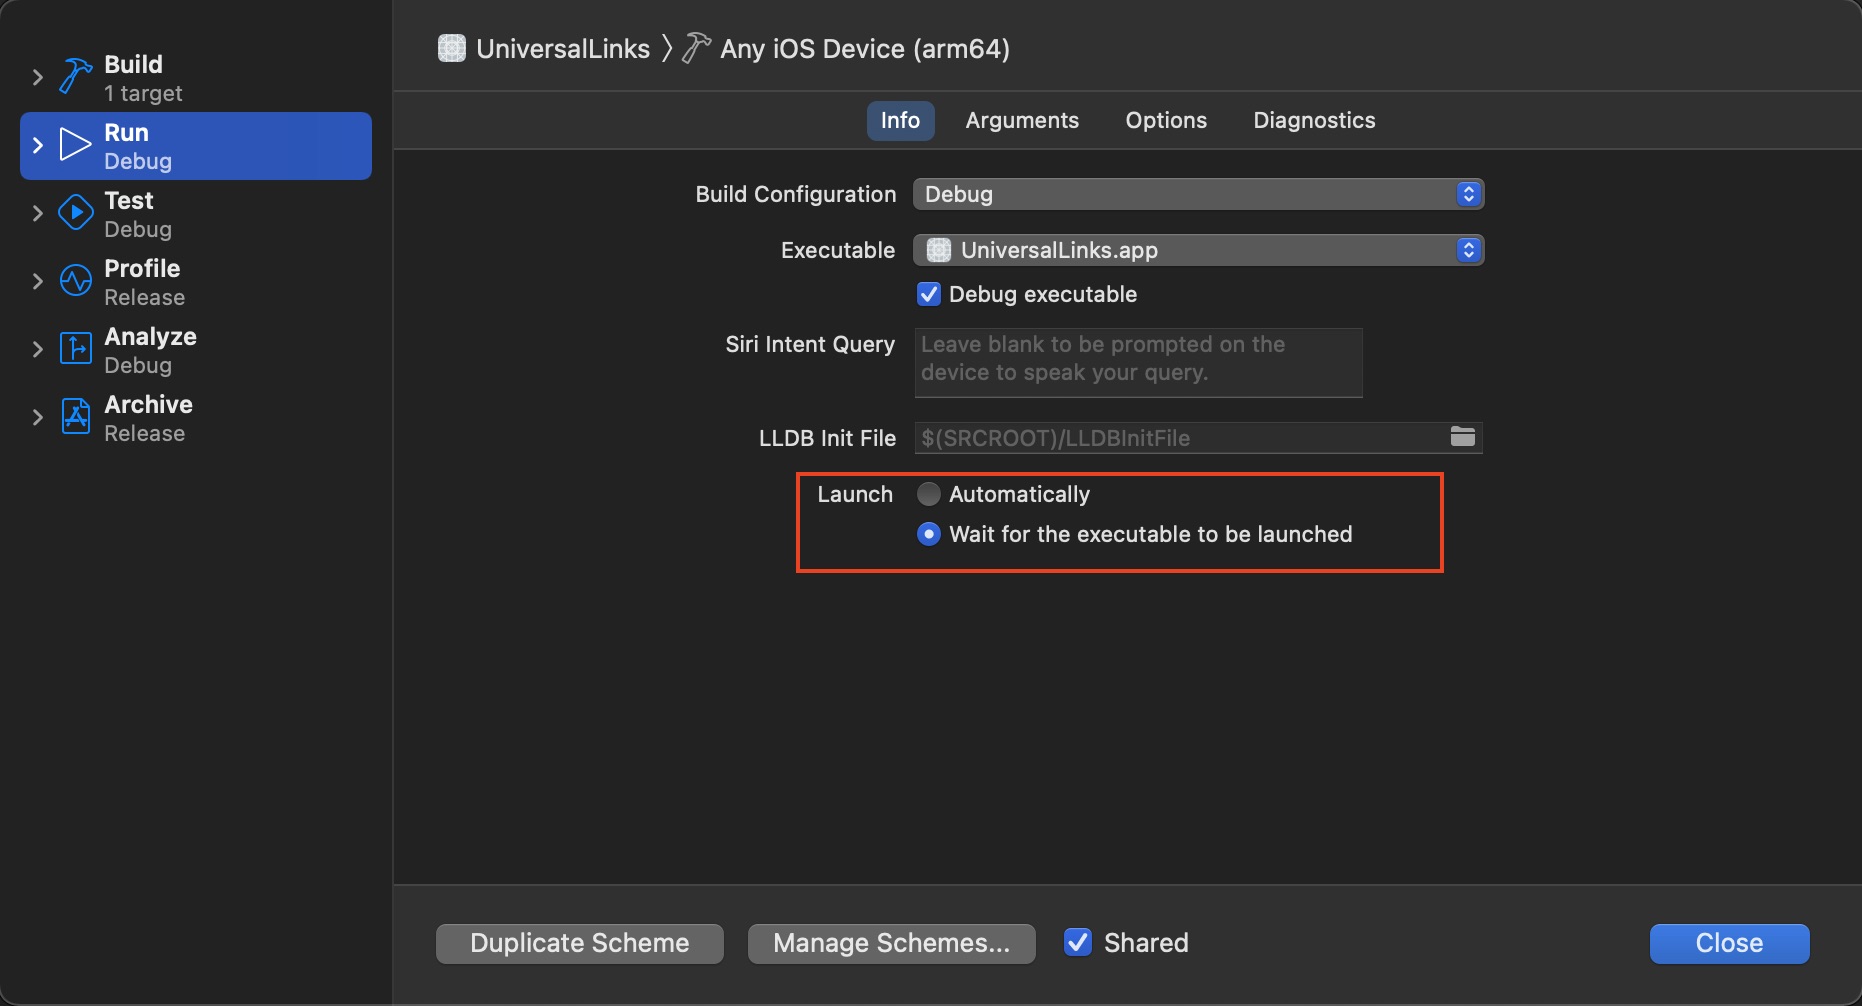 Build
1 target
Run
Debug
Test
Debug
Profile
Release
Analyze
Debug
Archive
Release
UniversalLinks 〉 Any iOS Device (arm64)
Info Arguments Options Diagnostics
Build Configuration Debug
Executable UniversalLinks.app
Debug executable
Siri Intent Query Leave blank to be prompted on the
device to speak your query.
LLDB Init File $(SRCROOT)/LLDBInitFile
Launch Automatically
Wait for the executable to be launched
Duplicate Scheme Manage Schemes... Shared Close